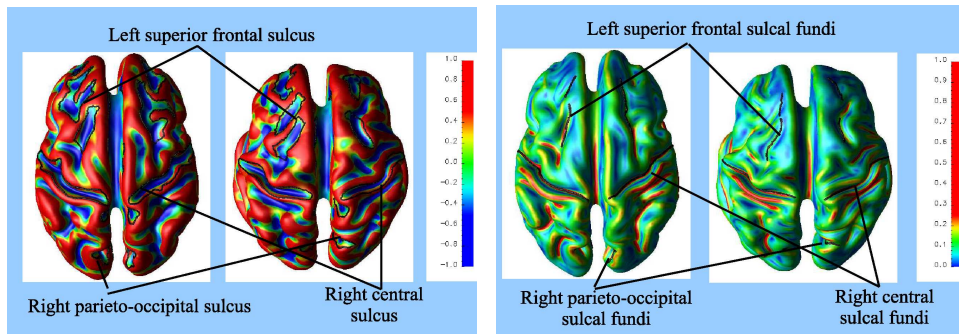 Left superior frontal sulcus
1.0
0.8
0.6
0.4
0.2
0.0
-0.2
-0.4
-0.6
-0.8
-1.0
Right parieto-occipital sulcus
Right central
sulcus
Left superior frontal sulcal fundi
1.0
0.9
0.8
0.7
0.6
0.5
0.4
0.3
0.2
0.1
0.0
Right parieto-occipital
sulcal fundi
Right central
sulcal fundi